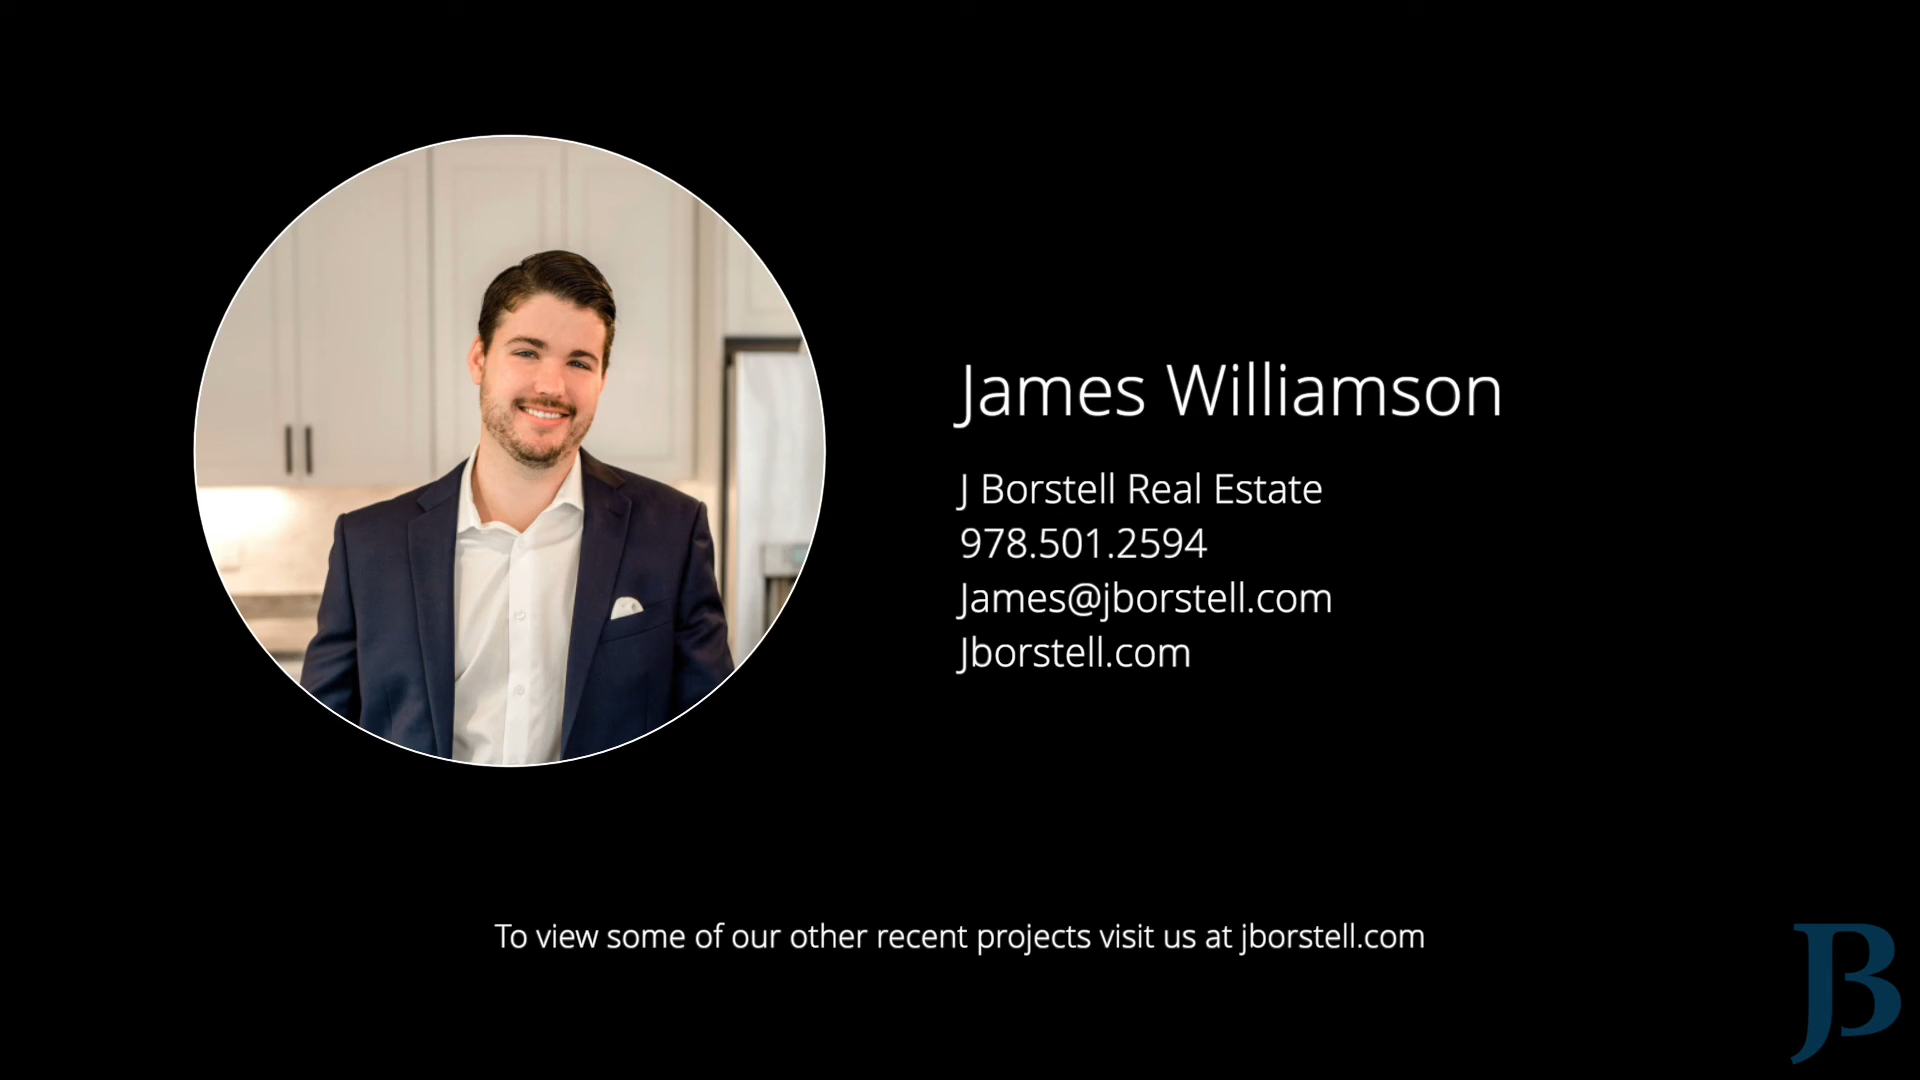 James Williamson
J Borstell Real Estate
978.501.2594
James@jborstell.com
Jborstell.com
To view some of our other recent projects visit us at jborstell.com
JB